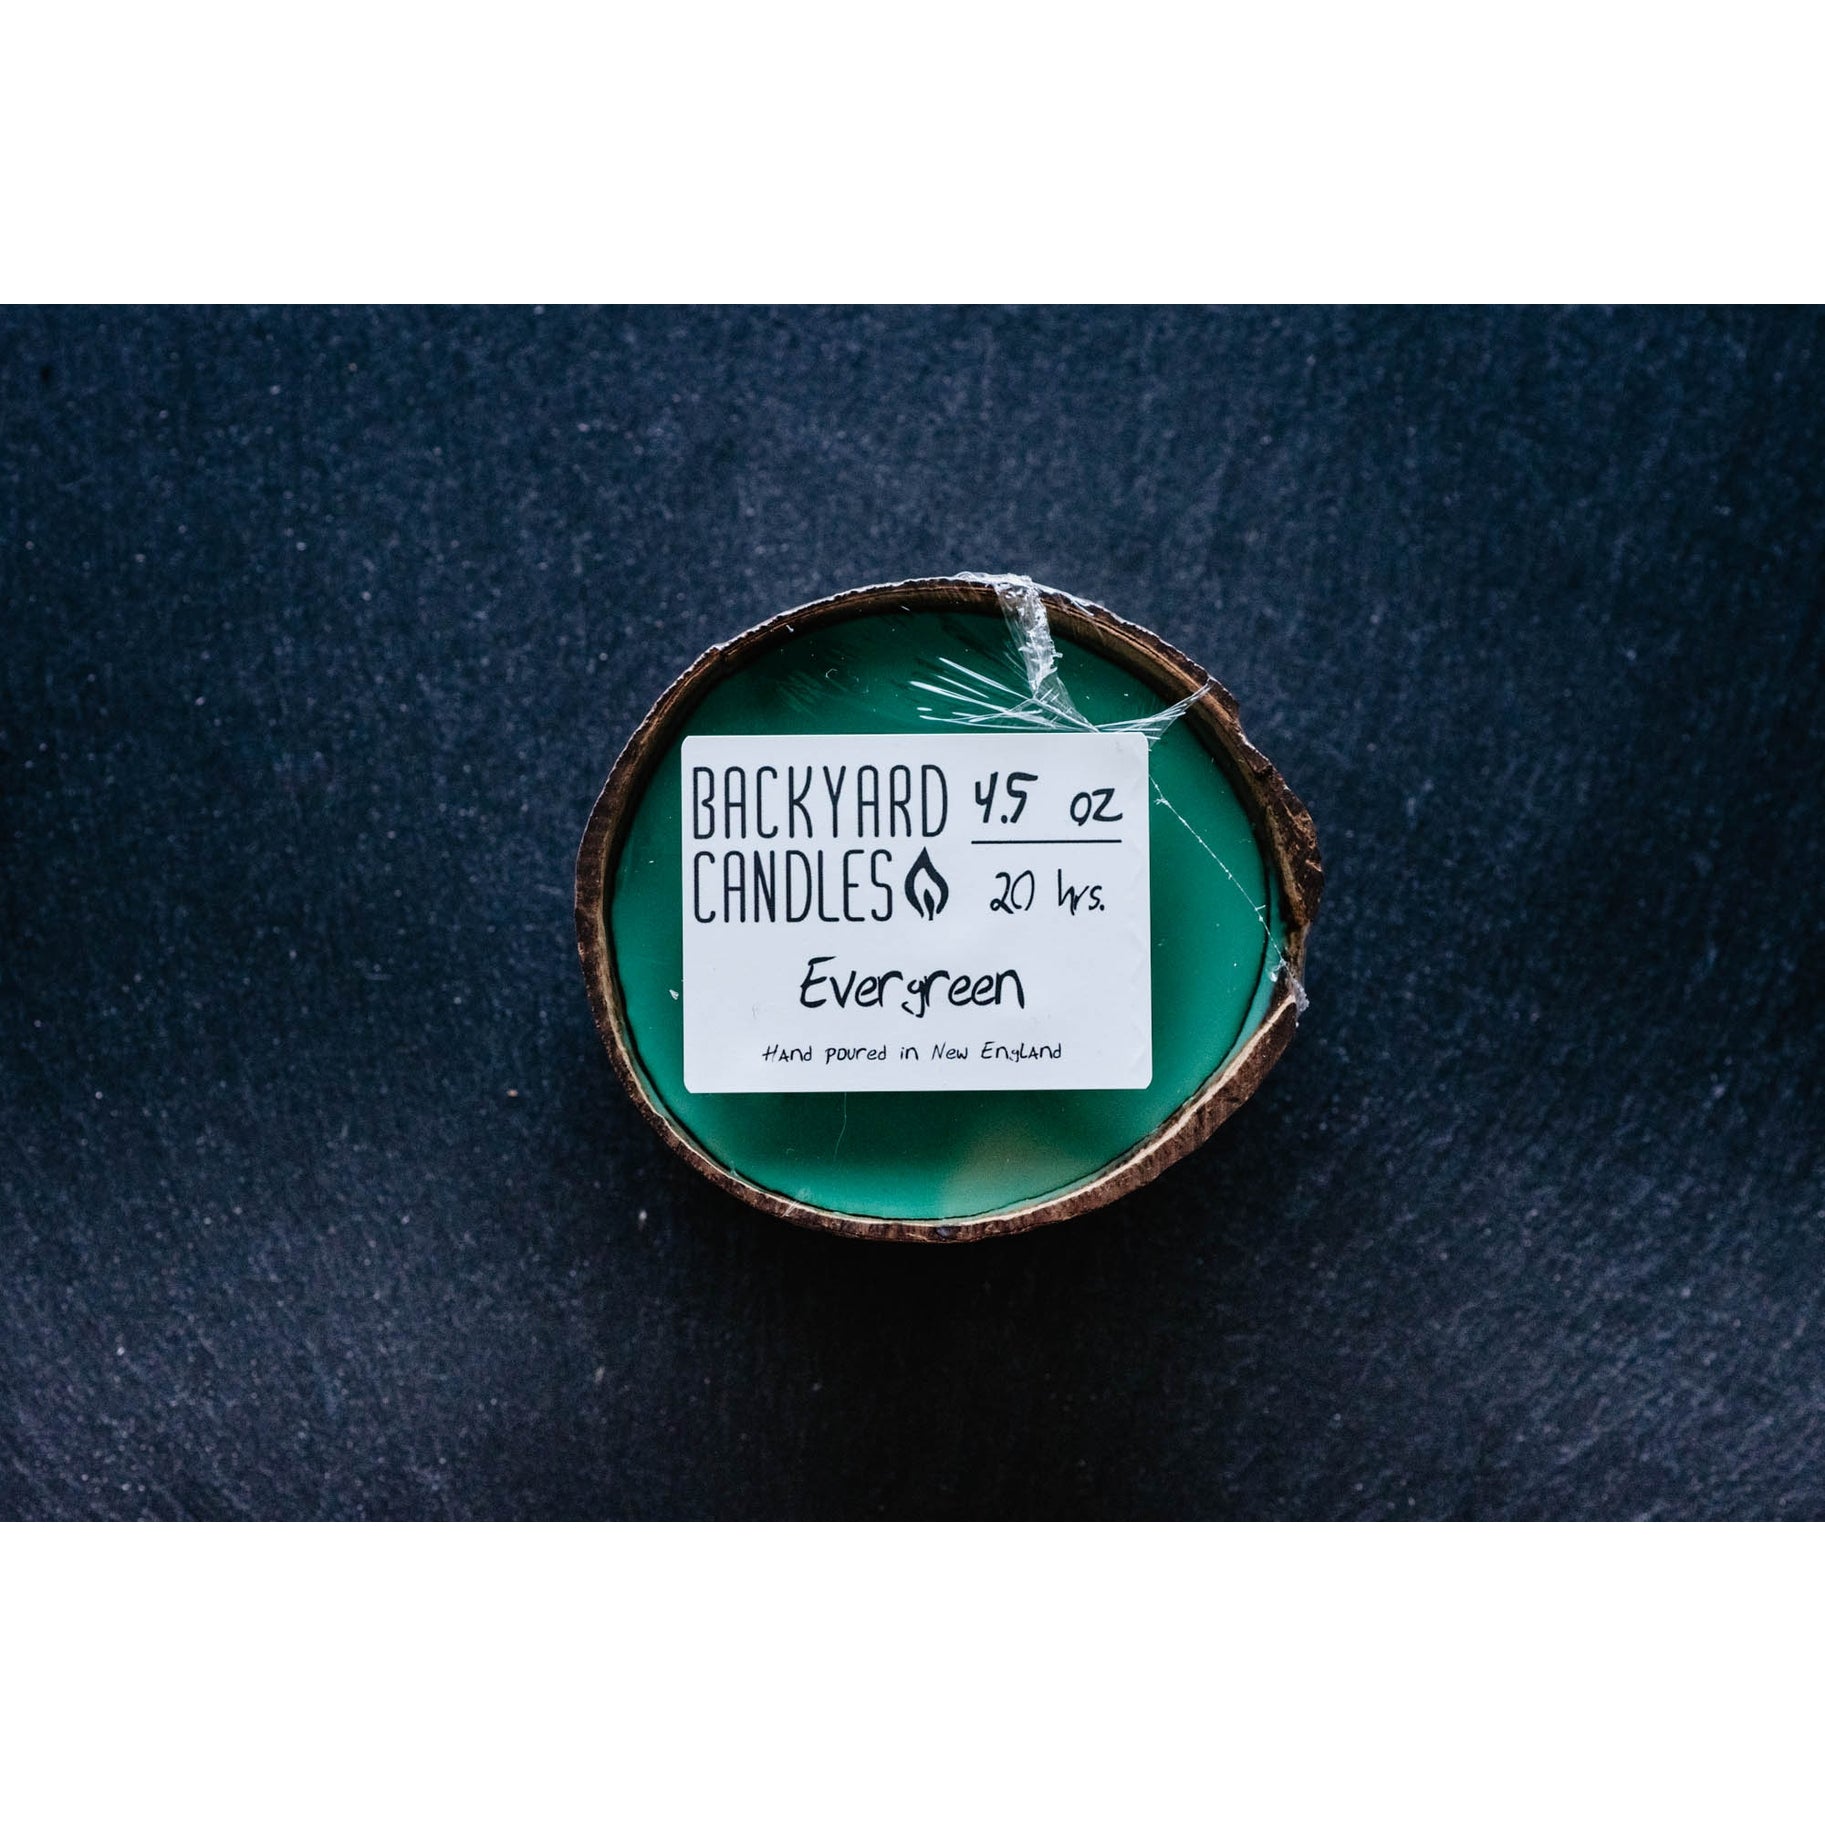 BACKYARD
CANDLES
4.5 oz
20 hrs.
Evergreen
Hand poured in New England